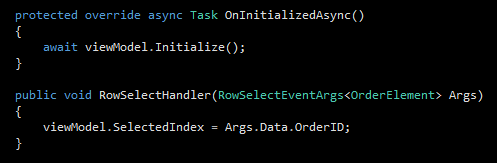 protected override async Task OnInitializedAsync()
{
await viewModel.Initialize();
}
public void RowSelectHandler(RowSelectEventArgs<OrderElement> Args)
{
viewModel.SelectedIndex = Args.Data.OrderID;
}